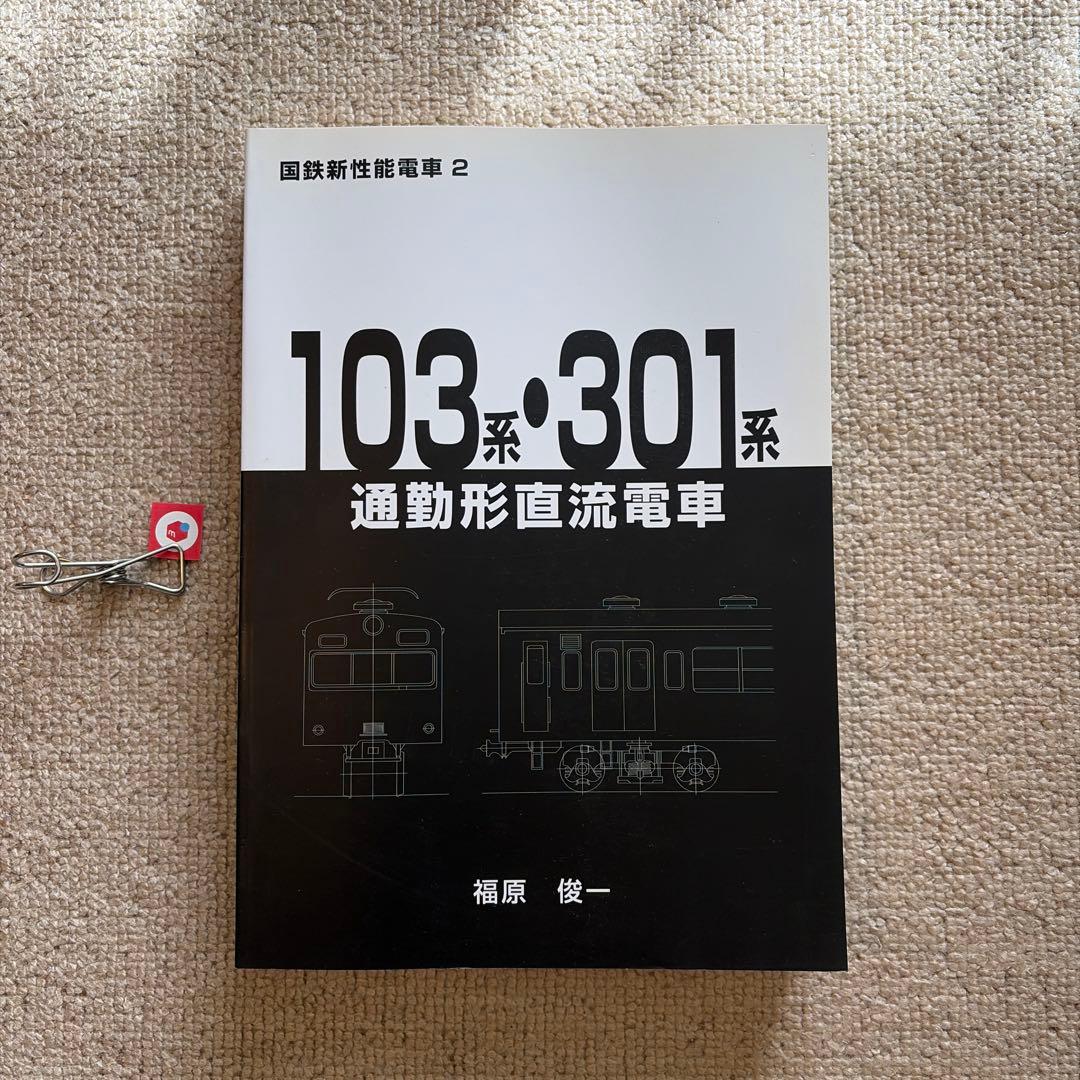 国鉄新性能電車 2
103系・301系
通勤形直流電車
福原 俊一
m